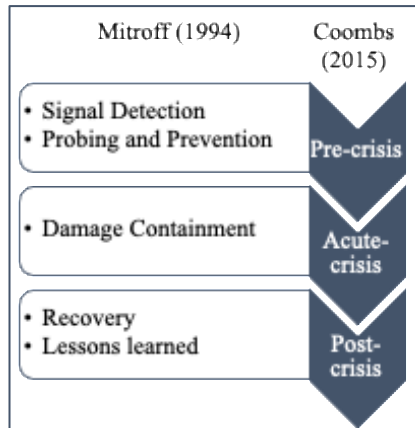 Mitroff (1994)
Coombs
(2015)
• Signal Detection
• Probing and Prevention
Pre-crisis
• Damage Containment
Acute-
crisis
• Recovery
• Lessons learned
Post-
crisis